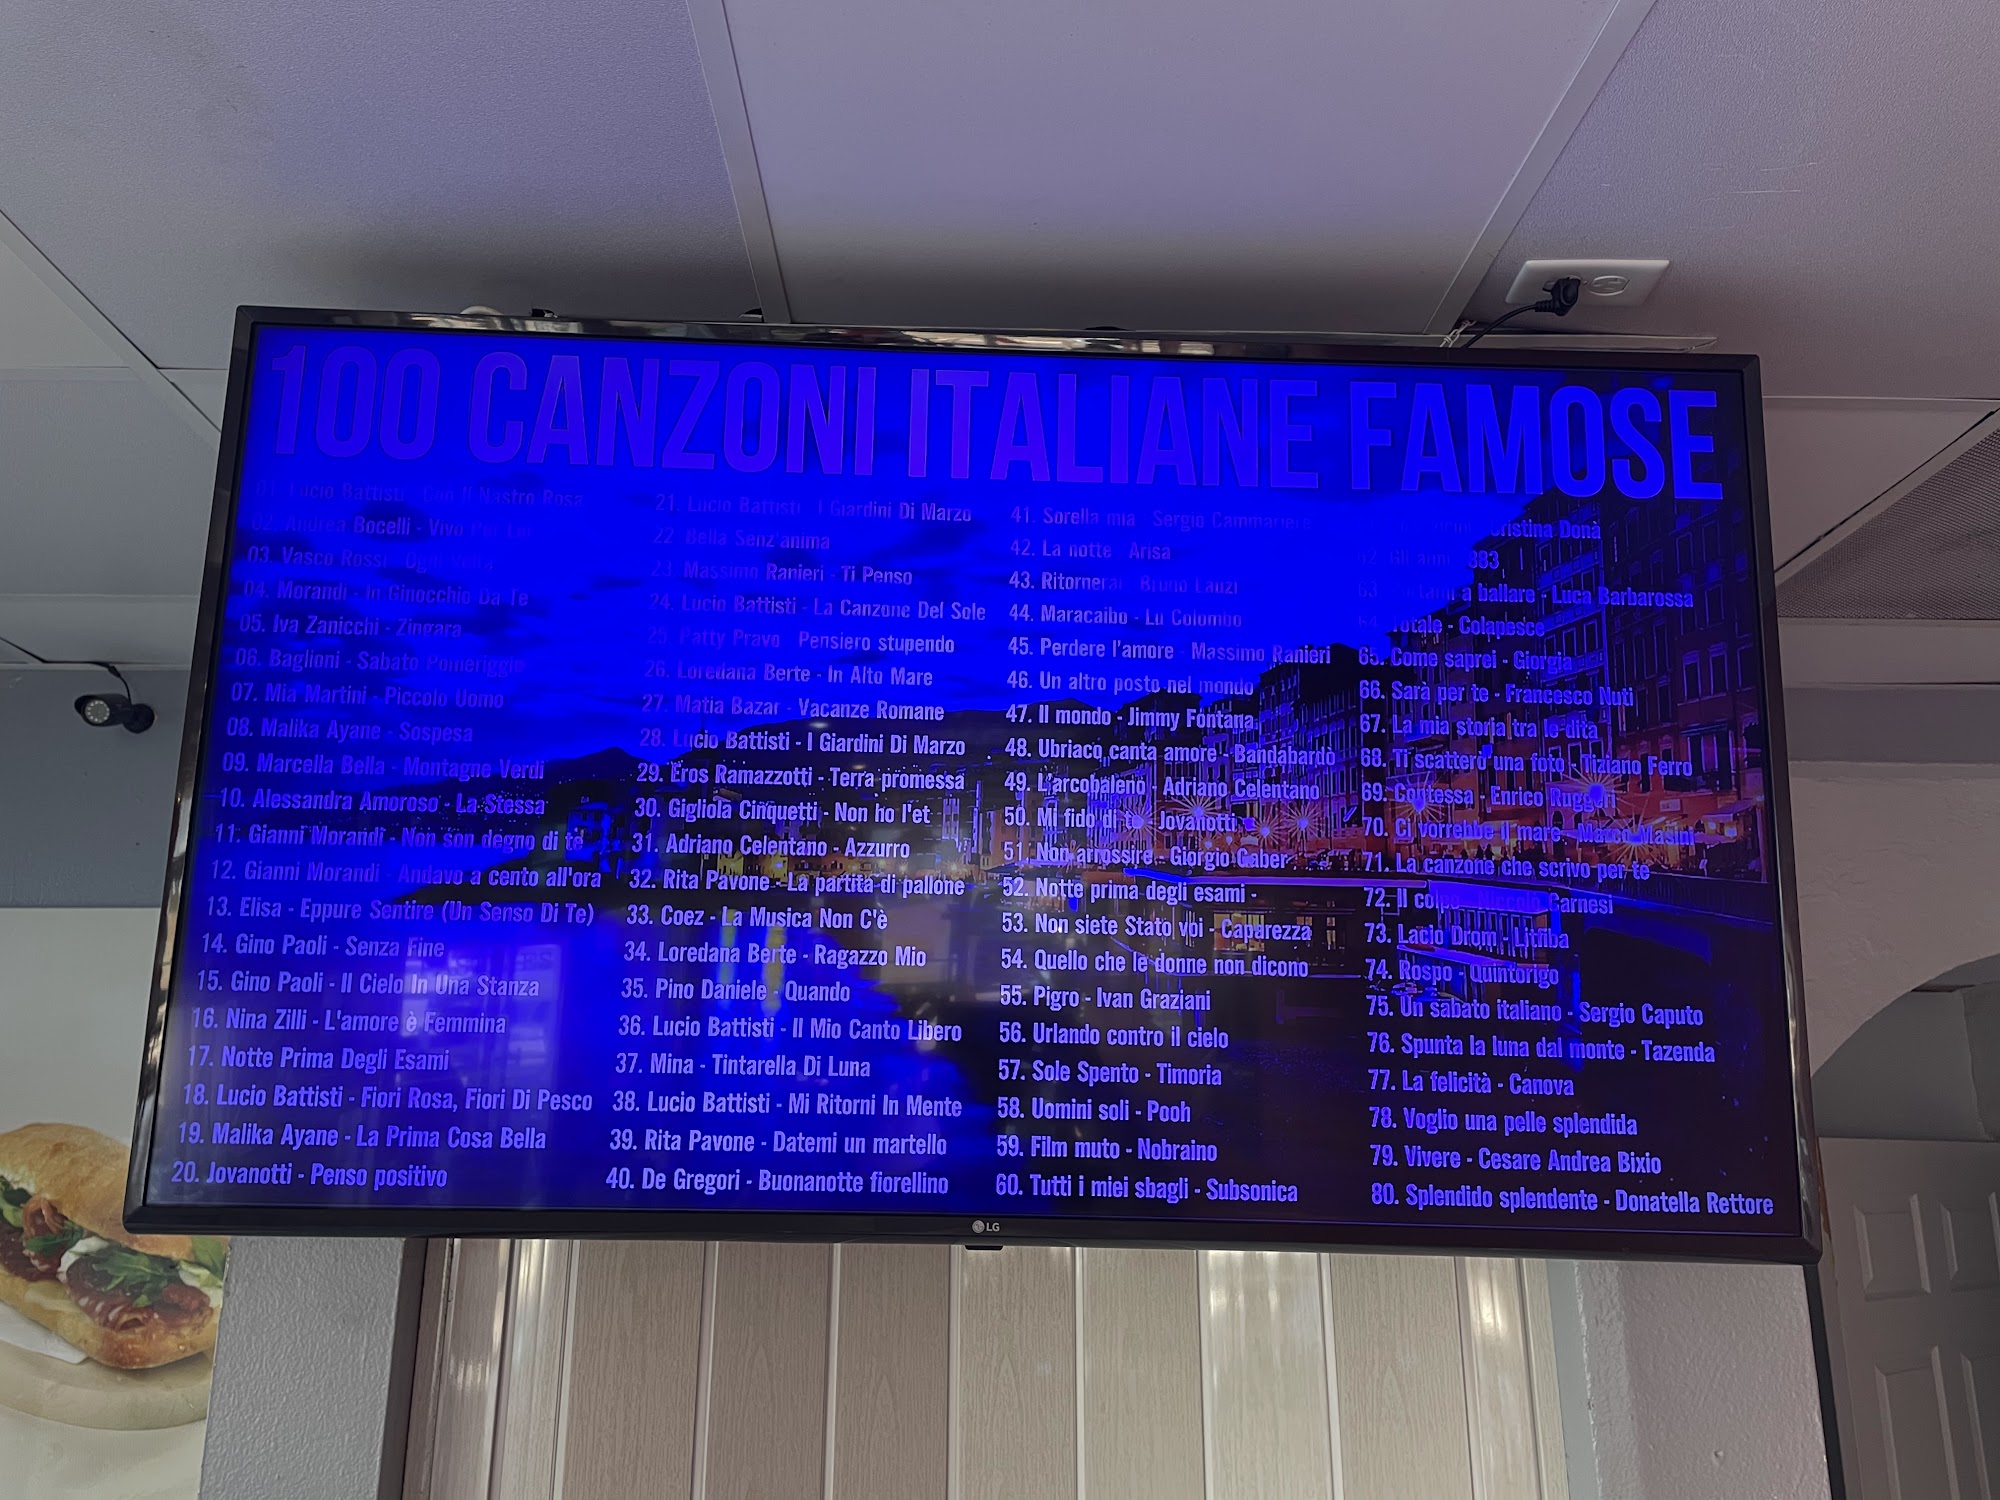 100 CANZONI ITALIANE FAMOSE
01. Lucio Battisti - Con Il Nastro Rosa
02. Andrea Bocelli - Vivo Per Lei
03. Vasco Rossi - Ogni Volta
04. Morandi - In Ginocchio Da Te
05. Iva Zanicchi - Zingara
06. Baglioni - Sabato Pomeriggio
07. Mia Martini - Piccolo Uomo
08. Malika Ayane - Sospesa
09. Marcella Bella - Montagne Verdi
10. Alessandra Amoroso - La Stessa
11. Gianni Morandi - Non son degno di te
12. Gianni Morandi - Andavo a cento all'ora
13. Elisa - Eppure Sentire (Un Senso Di Te)
14. Gino Paoli - Senza Fine
15. Gino Paoli - Il Cielo In Una Stanza
16. Nina Zilli - L'amore è Femmina
17. Notte Prima Degli Esami
18. Lucio Battisti - Fiori Rosa, Fiori Di Pesco
19. Malika Ayane - La Prima Cosa Bella
20. Jovanotti - Penso positivo
21. Lucio Battisti - I Giardini Di Marzo
22 Bella Senz'anima
23. Massimo Ranieri - Ti Penso
24. Lucio Battisti - La Canzone Del Sole
25. Patty Pravo Pensiero stupendo
26. Loredana Berte - In Alto Mare
27. Matia Bazar - Vacanze Romane
28. Lucio Battisti - I Giardini Di Marzo
29. Eros Ramazzotti - Terra promessa
30. Gigliola Cinquetti - Non ho l'et
31. Adriano Celentano - Azzurro
32. Rita Pavone - La partita di pallone
33. Coez - La Musica Non C'è
34. Loredana Berte - Ragazzo Mio
35. Pino Daniele - Quando
36. Lucio Battisti - Il Mio Canto Libero
37. Mina - Tintarella Di Luna
38. Lucio Battisti - Mi Ritorni In Mente
39. Rita Pavone - Datemi un martello
40. De Gregori - Buonanotte fiorellino
41. Sorella mia Sergio Cammariere
42. La notte Arisa
43. Ritornerai Bruno Lauzi
44. Maracaibo - Lu Colombo
45. Perdere l'amore - Massimo Ranieri
46. Un altro posto nel mondo
47. Il mondo - Jimmy Fontana
48. Ubriaco canta amore - Bandabardò
49. L'arcobaleno - Adriano Celentano
50. Mi fido di te - Jovanotti
51. Non arrossire - Giorgio Gaber
52. Notte prima degli esami -
53. Non siete Stato voi - Caparezza
54. Quello che le donne non dicono
55. Pigro - Ivan Graziani
56. Urlando contro il cielo
57. Sole Spento - Timoria
58. Uomini soli - Pooh
59. Film muto - Nobraino
60. Tutti i miei sbagli - Subsonica
Cristina Donà
62. Gli anni 883
63. a ballare - Luca Barbarossa
64. Totale - Colapesce
65. Come saprei - Giorgia
66. Sarà per te - Francesco Nuti
67. La mia storia tra le dita
68. Ti scatterò una foto - Tiziano Ferro
69. Contessa - Enrico Ruggeri
70. Ci vorrebbe il mare - Marco Masini
71. La canzone che scrivo per te
72. Il Carnesi
73. Lacio Drom - Litfiba
74. Rospo - Quintorigo
75. Un sabato italiano - Sergio Caputo
76. Spunta la luna dal monte - Tazenda
77. La felicità - Canova
78. Voglio una pelle splendida
79. Vivere - Cesare Andrea Bixio
80. Splendido splendente - Donatella Rettore
LG